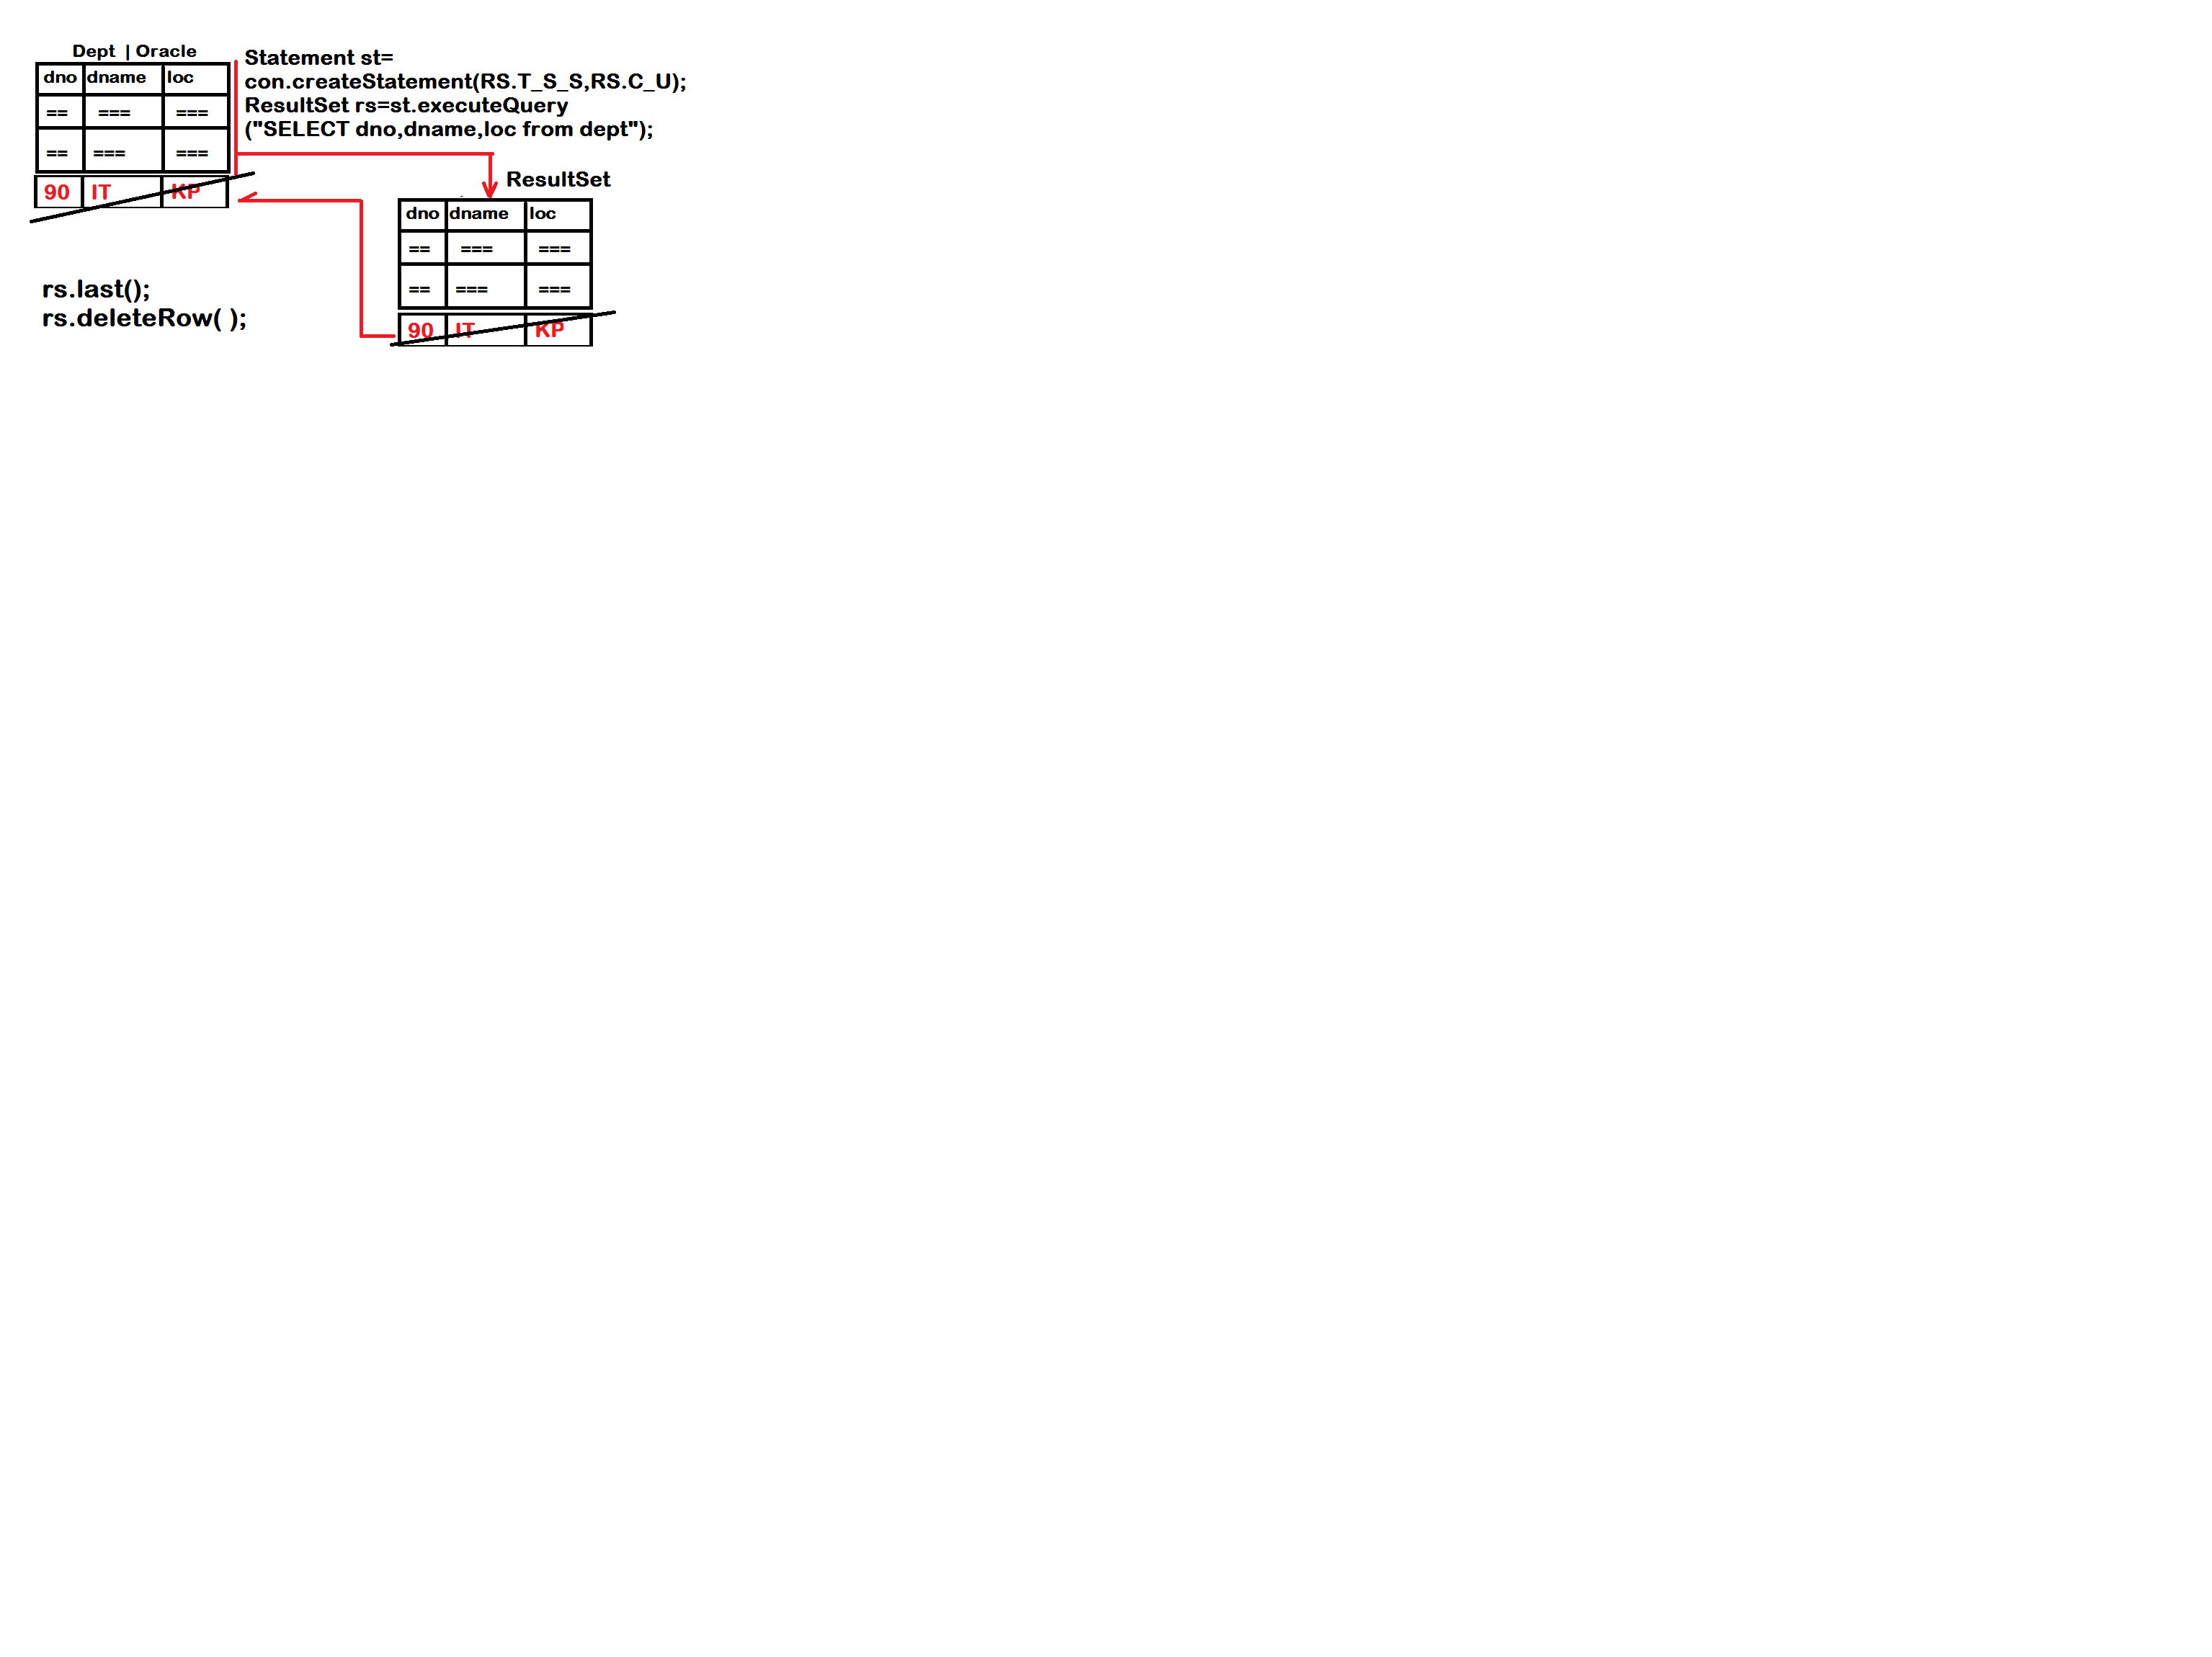 Dept | Oracle
dno dname loc
== === ===
== === ===
90 IT KP
Statement st=
con.createStatement(RS.T_S_S,RS.C_U);
ResultSet rs=st.executeQuery
("SELECT dno,dname,loc from dept");
ResultSet
dno dname loc
== === ===
== === ===
90 IT KP
rs.last();
rs.deleteRow( );